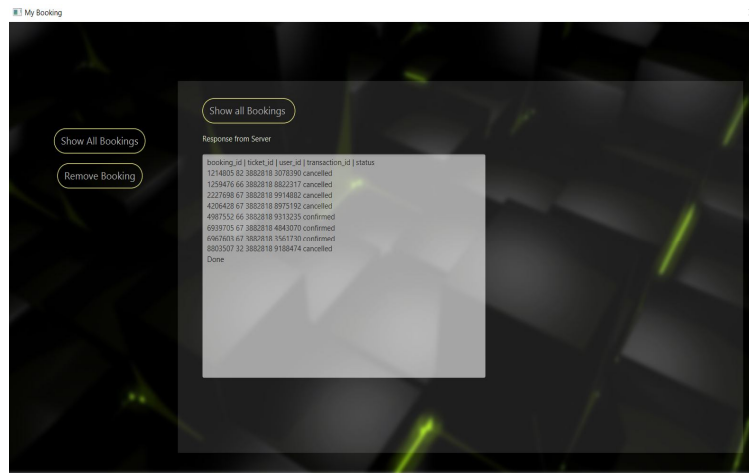 My Booking
Show all Bookings
Show All Bookings
Response from Server
Remove Booking
booking_id | ticket_id | user_id | transaction_id | status
1214805 82 3882818 3078390 cancelled
1259476 66 3882818 8822317 cancelled
2227698 67 3882818 9914882 cancelled
4206428 67 3882818 8975192 cancelled
4987552 66 3882818 9313235 confirmed
6939705 67 3882818 4843070 confirmed
6967603 67 3882818 3561730 confirmed
8803507 32 3882818 9188474 cancelled
Done